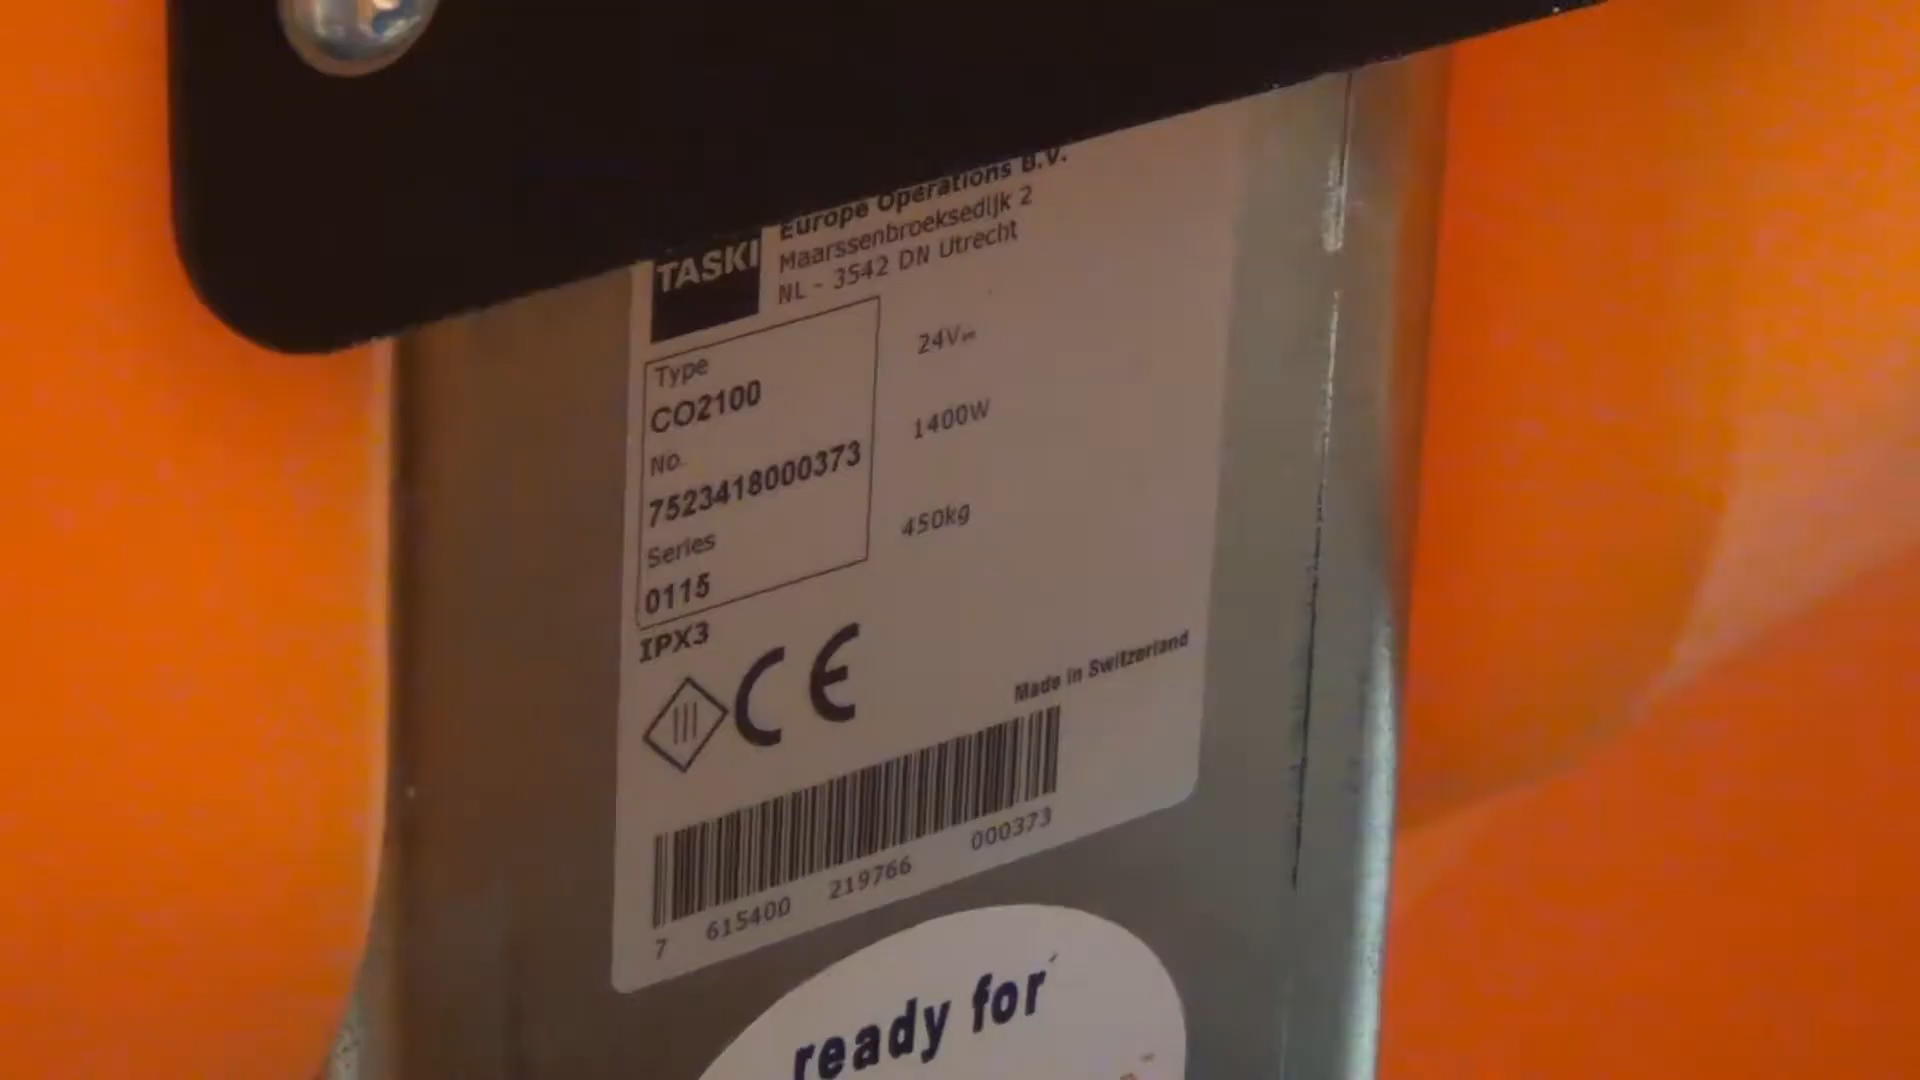 Europe Operations B.V.
TASKI
Maarssenbroeksedijk 2
NL - 3542 DN Utrecht
Type
CO2100
No.
7523418000373
Series
0115
24V
1400W
450kg
IPX3
CE
Made in Switzerland
7 615400 219766 000373
ready for